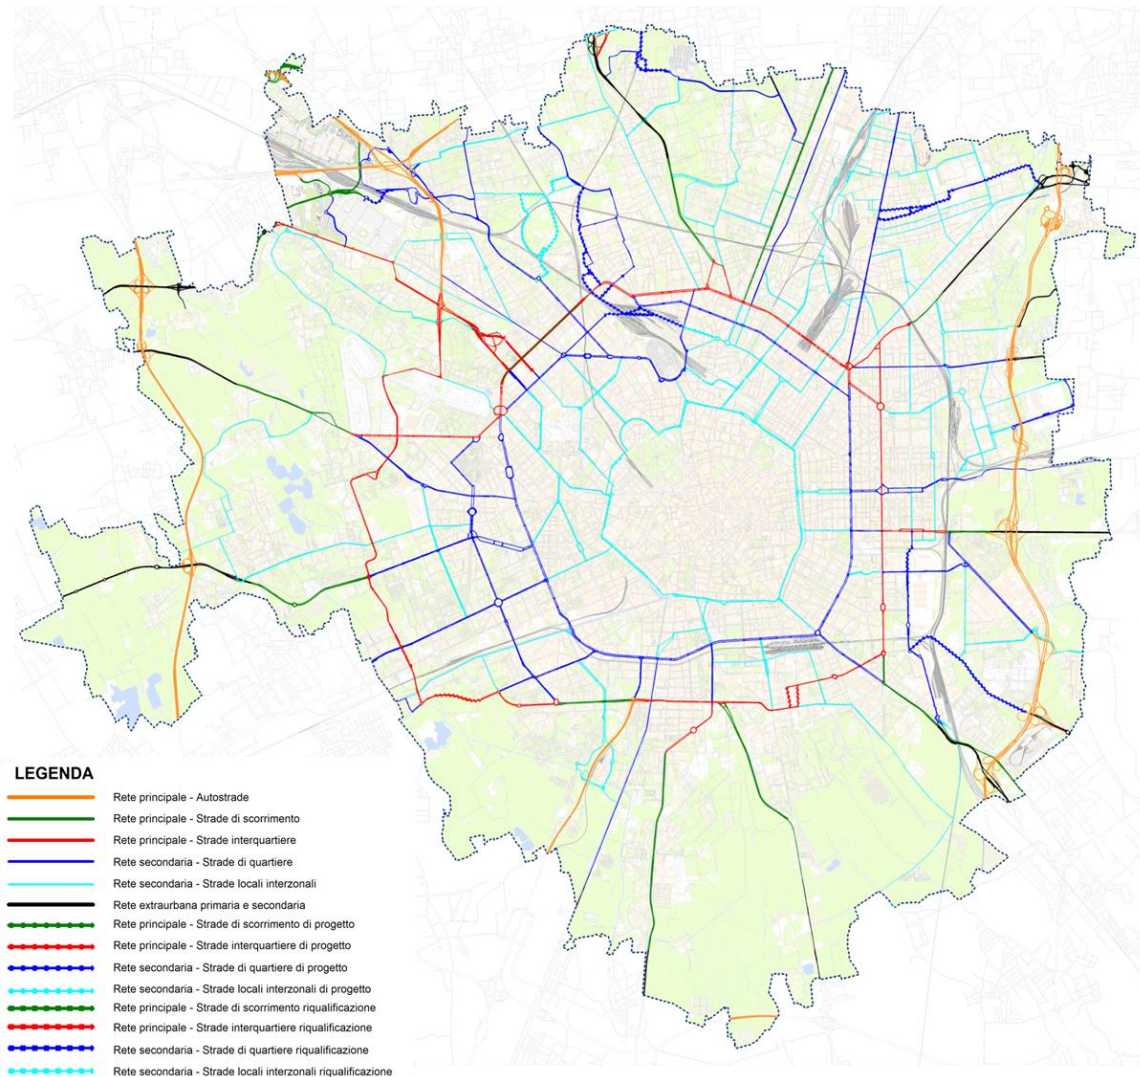 LEGENDA
Rete principale - Autostrade
Rete principale - Strade di scorrimento
Rete principale - Strade interquartiere
Rete secondaria - Strade di quartiere
Rete secondaria - Strade locali interzonali
Rete extraurbana primaria e secondaria
Rete principale - Strade di scorrimento di progetto
Rete principale - Strade interquartiere di progetto
Rete secondaria - Strade di quartiere di progetto
Rete secondaria - Strade locali interzonali di progetto
Rete principale - Strade di scorrimento riqualificazione
Rete principale - Strade interquartiere riqualificazione
Rete secondaria - Strade di quartiere riqualificazione
Rete secondaria - Strade locali interzonali riqualificazione